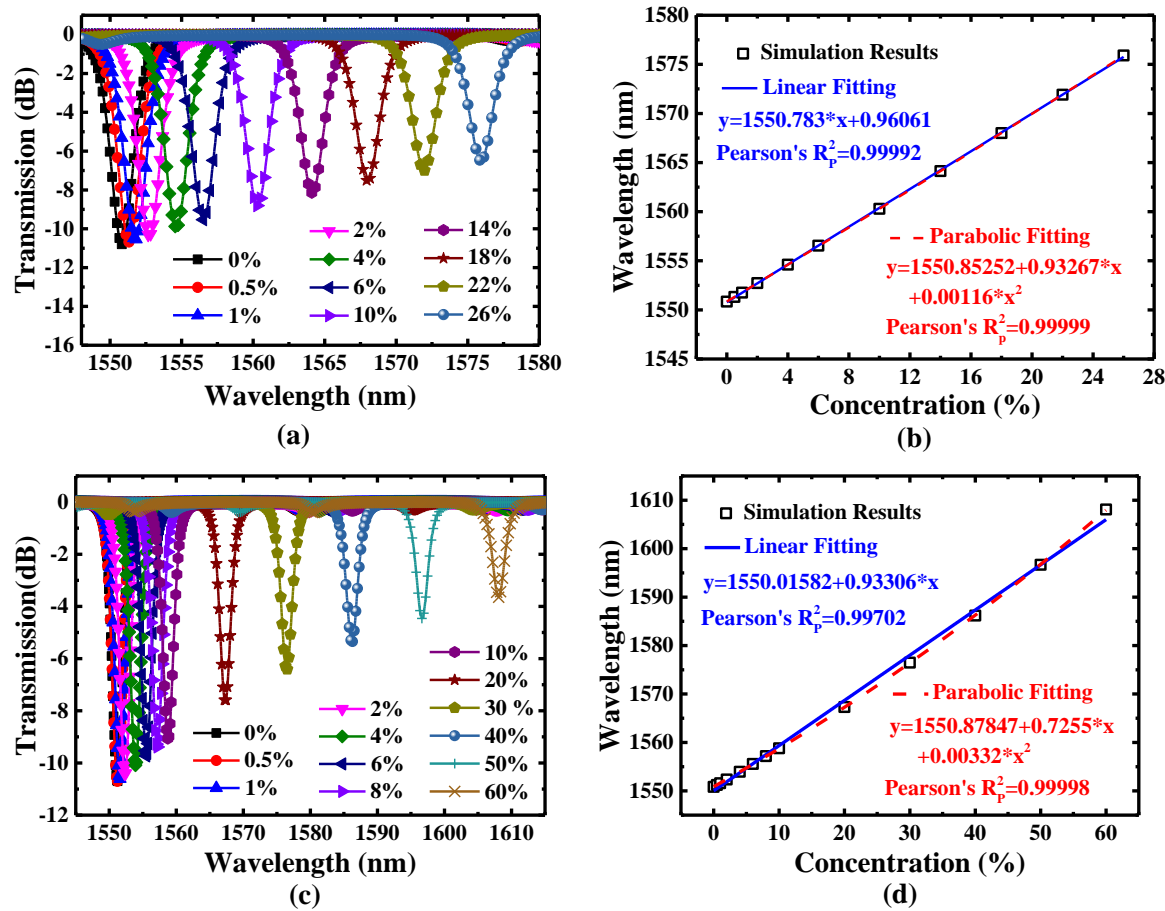 0
-2
-4
-6
-8
-10
-12
-14
-16
Transmission (dB)
0%
0.5%
1%
2%
4%
6%
10%
14%
18%
22%
26%
1550 1555 1560 1565 1570 1575 1580
Wavelength (nm)
(a)
1575
1570
1565
1560
1555
1550
1545
Wavelength (nm)
Simulation Results
Linear Fitting
y=1550.783*x+0.96061
Pearson's R²P=0.99992
Parabolic Fitting
y=1550.85252+0.93267*x
+0.00116*x²
Pearson's R²p=0.99999
0 4 8 12 16 20 24 28
Concentration (%)
(b)
0
-2
-4
-6
-8
-10
-12
Transmission(dB)
0%
0.5%
1%
2%
4%
6%
8%
10%
20%
30 %
40%
50%
60%
1550 1560 1570 1580 1590 1600 1610
Wavelength (nm)
(c)
1610
1600
1590
1580
1570
1560
1550
Wavelength (nm)
Simulation Results
Linear Fitting
y=1550.01582+0.93306*x
Pearson's R²P=0.99702
Parabolic Fitting
y=1550.87847+0.7255*x
+0.00332*x²
Pearson's R²P=0.99998
0 10 20 30 40 50 60
Concentration (%)
(d)